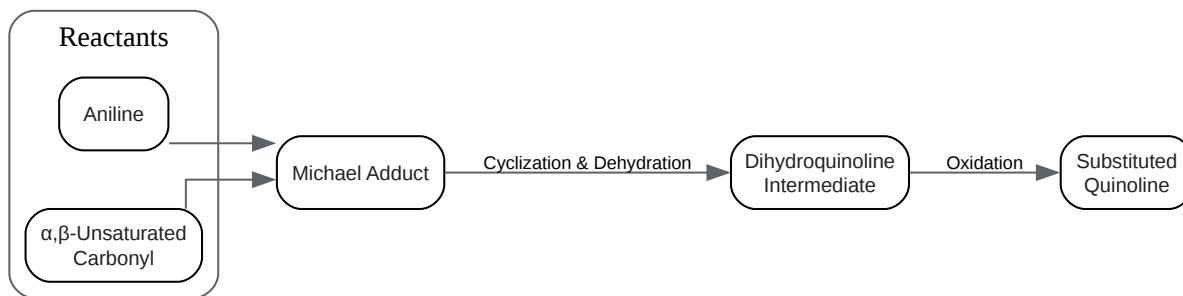 Reactants
Aniline
α,β-Unsaturated
Carbonyl
Michael Adduct
Cyclization & Dehydration
Dihydroquinoline
Intermediate
Oxidation
Substituted
Quinoline